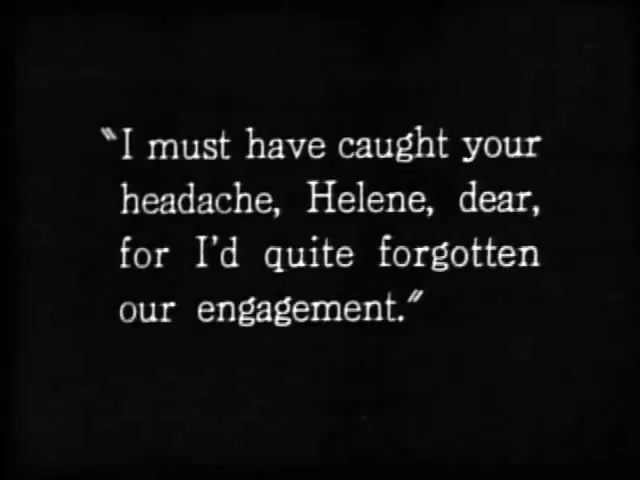 "I must have caught your
headache, Helene, dear,
for I'd quite forgotten
our engagement."